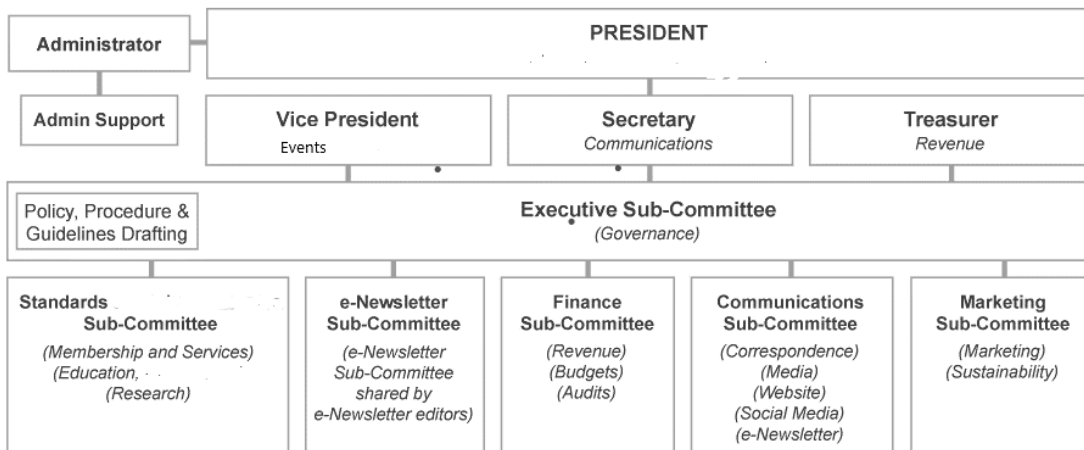 Administrator
PRESIDENT
Admin Support
Vice President
Events
Secretary
Communications
Treasurer
Revenue
Policy, Procedure &
Guidelines Drafting
Executive Sub-Committee
(Governance)
Standards
Sub-Committee
(Membership and Services)
(Education,
(Research)
e-Newsletter
Sub-Committee
(e-Newsletter
Sub-Committee
shared by
e-Newsletter editors)
Finance
Sub-Committee
(Revenue)
(Budgets)
(Audits)
Communications
Sub-Committee
(Correspondence)
(Media)
(Website)
(Social Media)
(e-Newsletter)
Marketing
Sub-Committee
(Marketing)
(Sustainability)